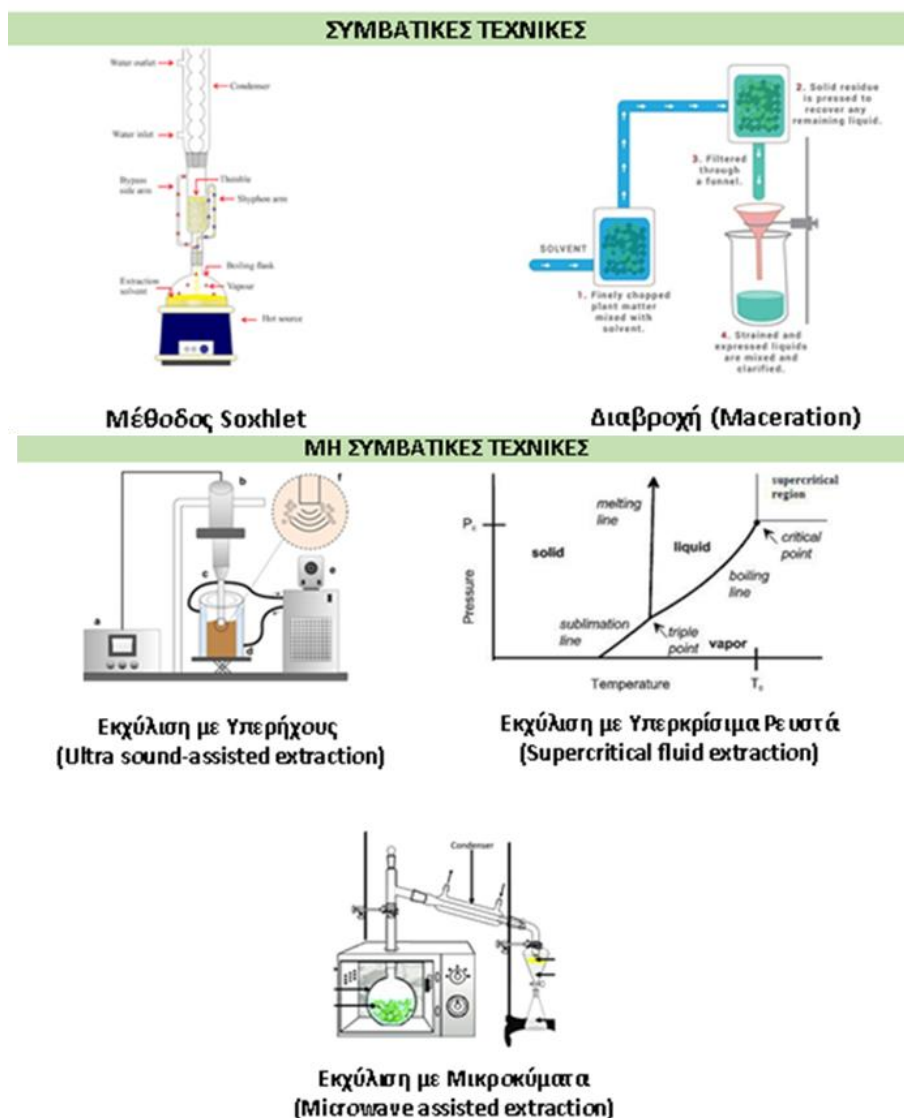 ΣΥΜΒΑΤΙΚΕΣ ΤΕΧΝΙΚΕΣ
Water outlet
Condenser
Water inlet
Bypass
side arm
Thimble
Shyphon arm
Boiling flask
Extraction
solvent
Vapour
Hot source
2. Solid residue
is pressed to
recover any
remaining liquid.
3. Filtered
through
a funnel.
SOLVENT
1. Finely chopped
plant matter
mixed with
solvent.
4. Strained and
expressed liquids
are mixed and
clarified.
Μέθοδος Soxhlet
Διαβροχή (Maceration)
ΜΗ ΣΥΜΒΑΤΙΚΕΣ ΤΕΧΝΙΚΕΣ
a
b
c
d
e
f
Pressure
P c
solid
melting
line
liquid
supercritical
region
critical
point
boiling
line
sublimation
line
triple
point
vapor
Temperature
T c
Εκχύλιση με Υπερήχους
(Ultra sound-assisted extraction)
Εκχύλιση με Υπερκρίσιμα Ρευστά
(Supercritical fluid extraction)
Condenser
Εκχύλιση με Μικροκύματα
(Microwave assisted extraction)